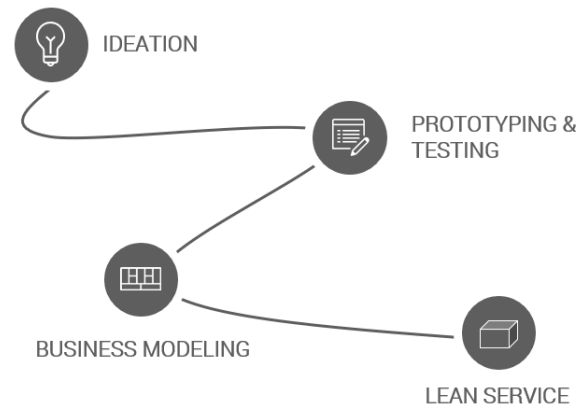 IDEATION
PROTOTYPING &
TESTING
BUSINESS MODELING
LEAN SERVICE